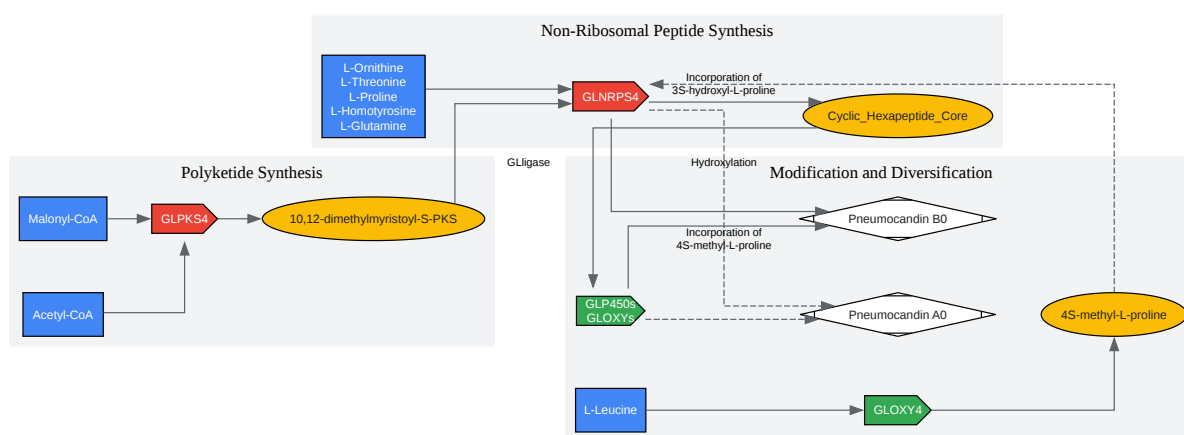 Non-Ribosomal Peptide Synthesis
L-Ornithine
L-Threonine
L-Proline
L-Homotyrosine
L-Glutamine
GLNRPS4
Incorporation of
3S-hydroxyl-L-proline
Cyclic_Hexapeptide_Core
GLligase
Hydroxylation
Polyketide Synthesis
Malonyl-CoA
GLPKS4
10,12-dimethylmyristoyl-S-PKS
Acetyl-CoA
Modification and Diversification
Pneumocandin B0
Incorporation of
4S-methyl-L-proline
GLP450s
GLOXYs
Pneumocandin A0
4S-methyl-L-proline
L-Leucine
GLOXY4